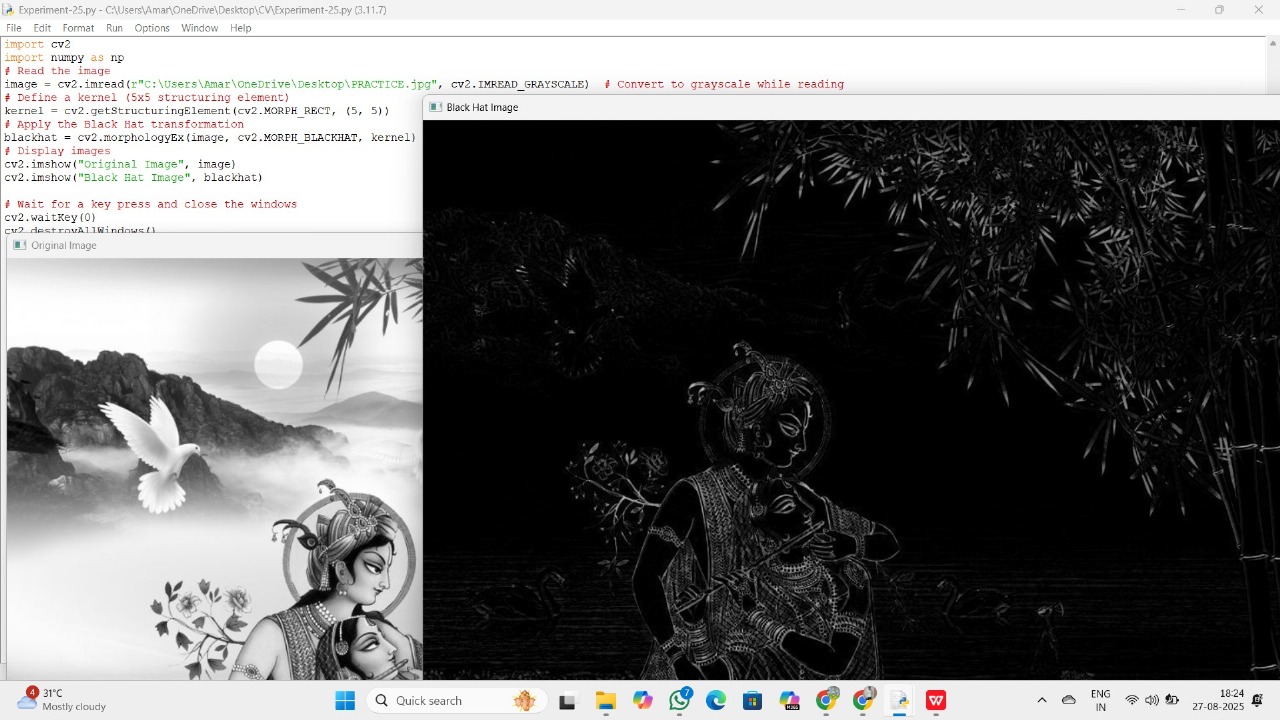 Experiment-25.py - C:\Users\Amar\OneDrive\Desktop\CV\Experiment-25.py (3.11.7)
File Edit Format Run Options Window Help
import cv2
import numpy as np
# Read the image
image = cv2.imread(r"C:\Users\Amar\OneDrive\Desktop\PRACTICE.jpg", cv2.IMREAD_GRAYSCALE)  # Convert to grayscale while reading
# Define a kernel (5x5 structuring element)
kernel = cv2.getStructuringElement(cv2.MORPH_RECT, (5, 5))
# Apply the Black Hat transformation
blackhat = cv2.morphologyEx(image, cv2.MORPH_BLACKHAT, kernel)
# Display images
cv2.imshow("Original Image", image)
cv2.imshow("Black Hat Image", blackhat)
# Wait for a key press and close the windows
cv2.waitKey(0)
cv2.destroyAllWindows()
Black Hat Image
Original Image
4
31°C
Mostly cloudy
Quick search
M365
7
ENG
IN
18:24
27-08-2025